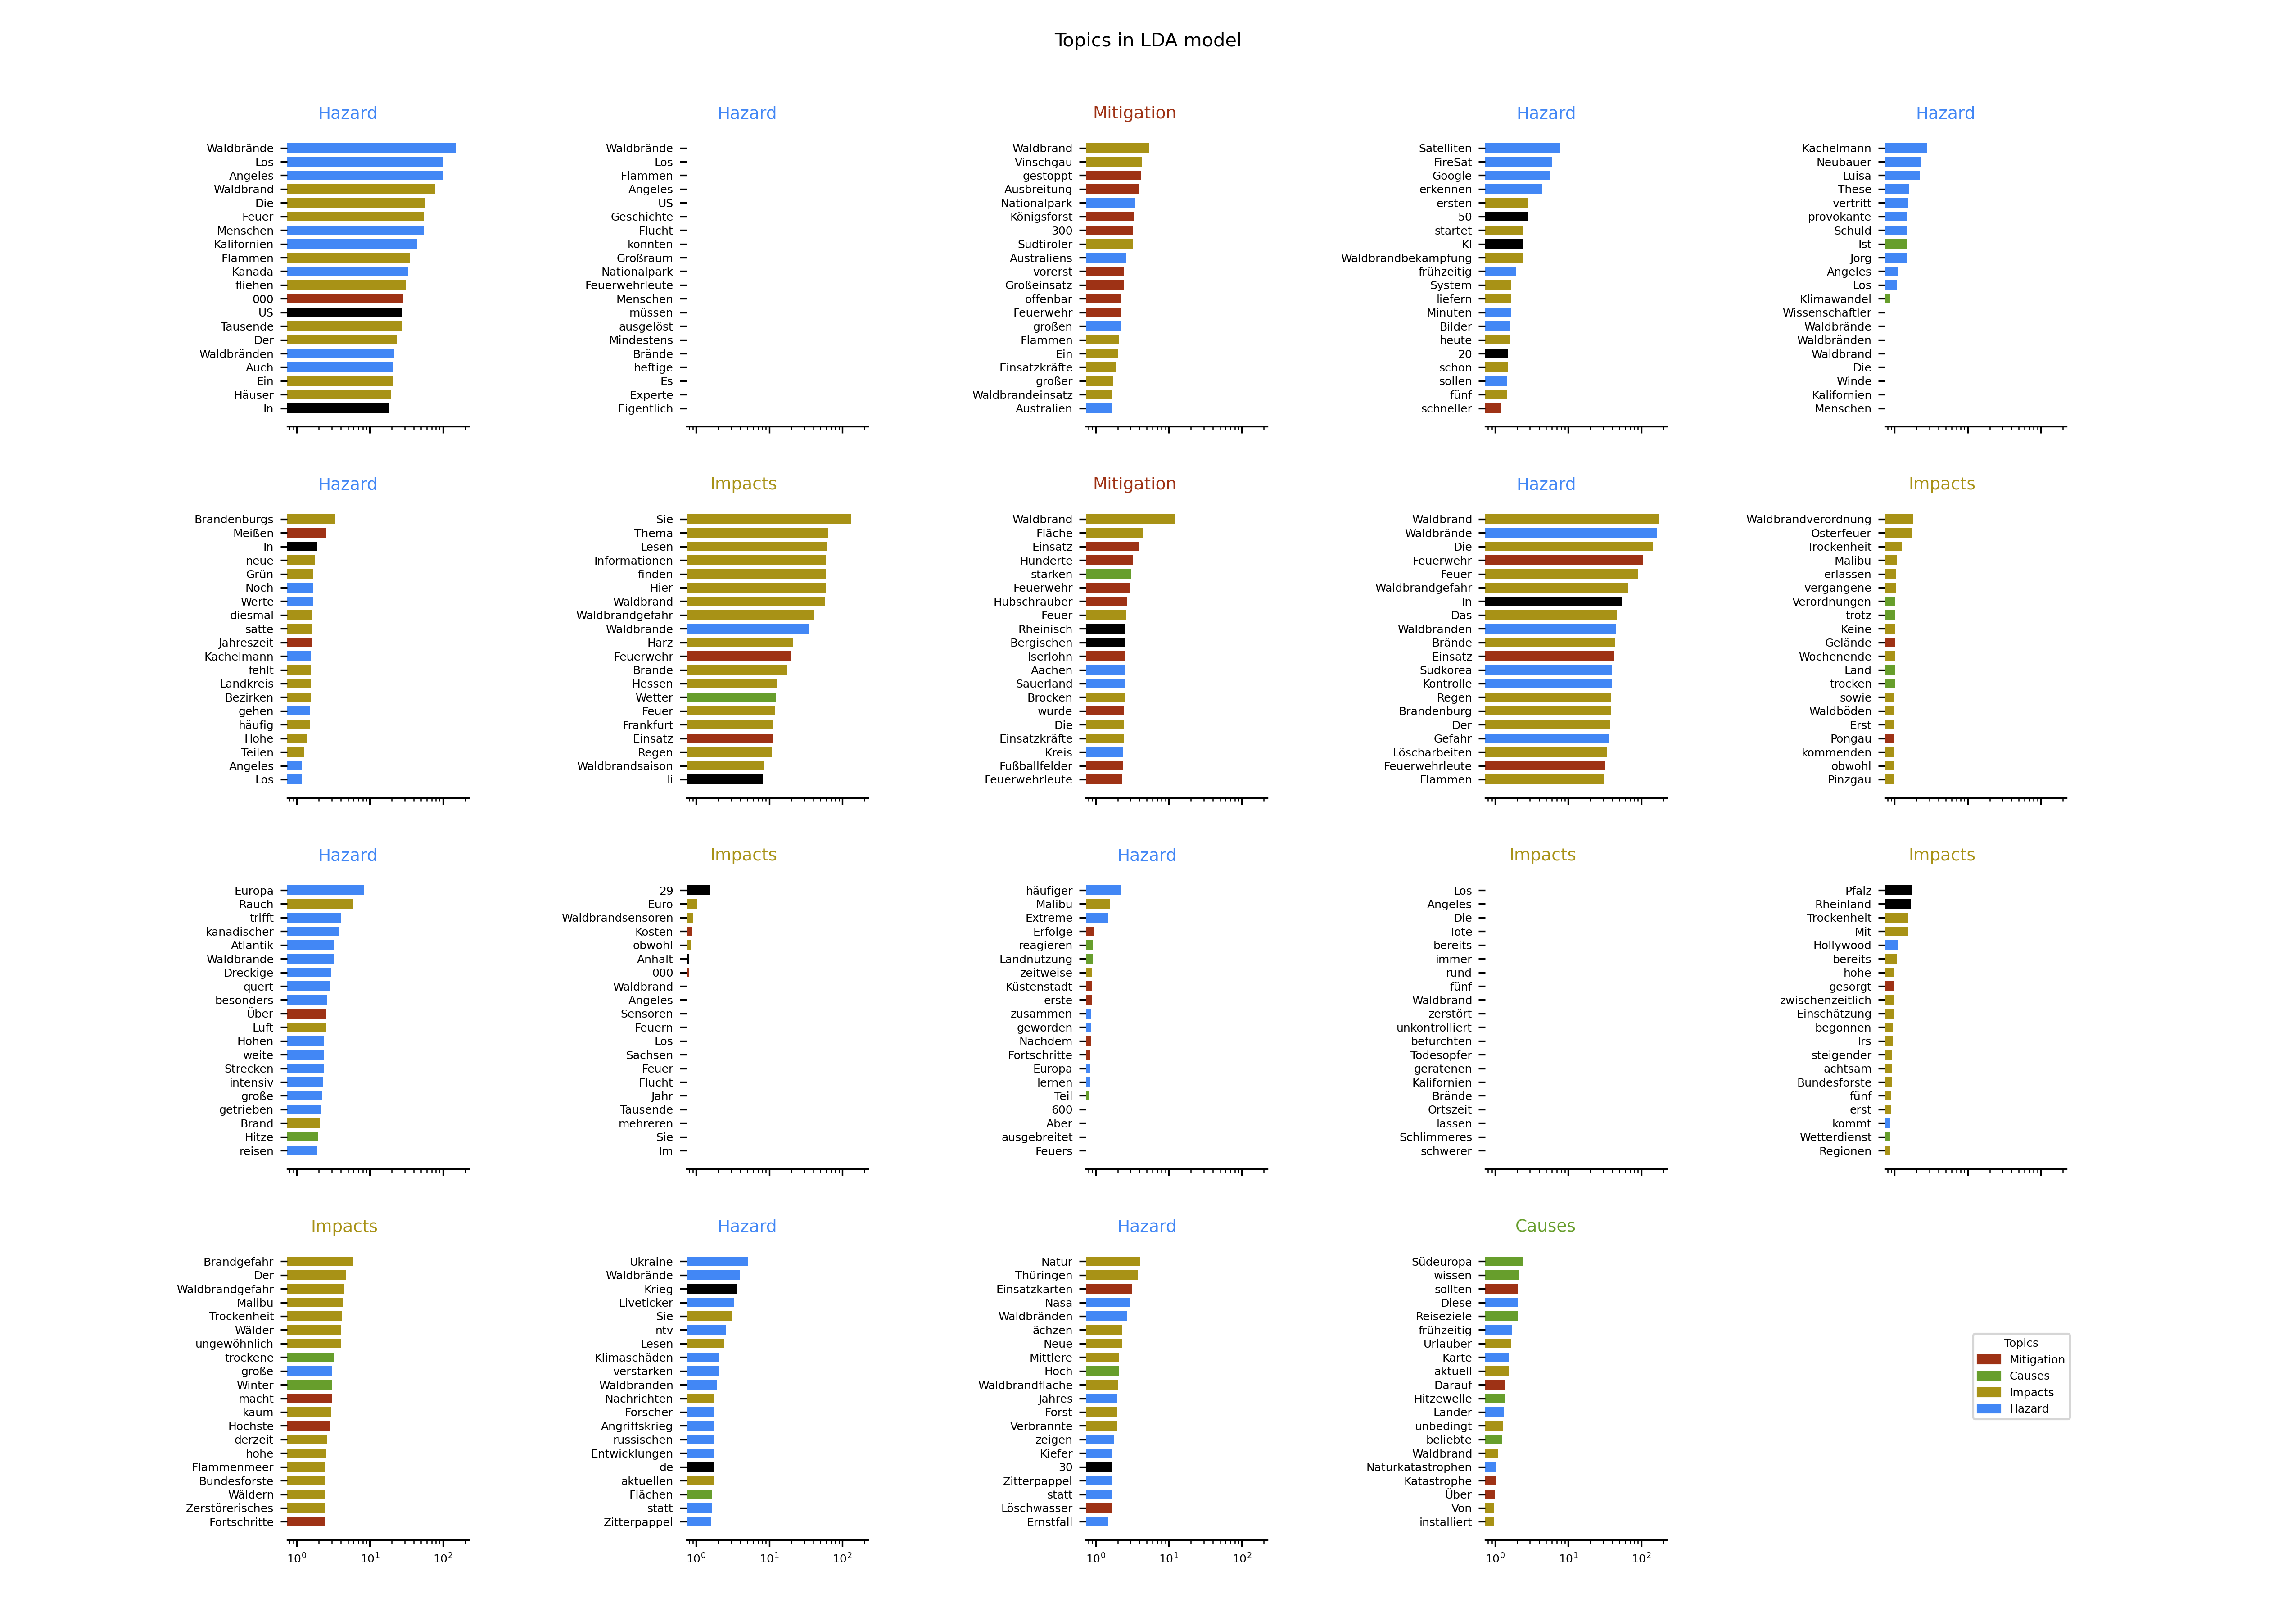 Topics in LDA model
Hazard
Waldbrände
Los
Angeles
Waldbrand
Die
Feuer
Menschen
Kalifornien
Flammen
Kanada
fliehen
000
US
Tausende
Der
Waldbränden
Auch
Ein
Häuser
In
Hazard
Waldbrände
Los
Flammen
Angeles
US
Geschichte
Flucht
könnten
Großraum
Nationalpark
Feuerwehrleute
Menschen
müssen
ausgelöst
Mindestens
Brände
heftige
Es
Experte
Eigentlich
Mitigation
Waldbrand
Vinschgau
gestoppt
Ausbreitung
Nationalpark
Königsforst
300
Südtiroler
Australiens
vorerst
Großeinsatz
offenbar
Feuerwehr
großen
Flammen
Ein
Einsatzkräfte
großer
Waldbrandeinsatz
Australien
Hazard
Satelliten
FireSat
Google
erkennen
ersten
50
startet
KI
Waldbrandbekämpfung
frühzeitig
System
liefern
Minuten
Bilder
heute
20
schon
sollen
fünf
schneller
Hazard
Kachelmann
Neubauer
Luisa
These
vertritt
provokante
Schuld
Ist
Jörg
Angeles
Los
Klimawandel
Wissenschaftler
Waldbrände
Waldbränden
Waldbrand
Die
Winde
Kalifornien
Menschen
Hazard
Brandenburgs
Meißen
In
neue
Grün
Noch
Werte
diesmal
satte
Jahreszeit
Kachelmann
fehlt
Landkreis
Bezirken
gehen
häufig
Hohe
Teilen
Angeles
Los
Impacts
Sie
Thema
Lesen
Informationen
finden
Hier
Waldbrand
Waldbrandgefahr
Waldbrände
Harz
Feuerwehr
Brände
Hessen
Wetter
Feuer
Frankfurt
Einsatz
Regen
Waldbrandsaison
li
Mitigation
Waldbrand
Fläche
Einsatz
Hunderte
starken
Feuerwehr
Hubschrauber
Feuer
Rheinisch
Bergischen
Iserlohn
Aachen
Sauerland
Brocken
wurde
Die
Einsatzkräfte
Kreis
Fußballfelder
Feuerwehrleute
Hazard
Waldbrand
Waldbrände
Die
Feuerwehr
Feuer
Waldbrandgefahr
In
Das
Waldbränden
Brände
Einsatz
Südkorea
Kontrolle
Regen
Brandenburg
Der
Gefahr
Löscharbeiten
Feuerwehrleute
Flammen
Impacts
Waldbrandverordnung
Osterfeuer
Trockenheit
Malibu
erlassen
vergangene
Verordnungen
trotz
Keine
Gelände
Wochenende
Land
trocken
sowie
Waldböden
Erst
Pongau
kommenden
obwohl
Pinzgau
Hazard
Europa
Rauch
trifft
kanadischer
Atlantik
Waldbrände
Dreckige
quert
besonders
Über
Luft
Höhen
weite
Strecken
intensiv
große
getrieben
Brand
Hitze
reisen
Impacts
29
Euro
Waldbrandsensoren
Kosten
obwohl
Anhalt
000
Waldbrand
Angeles
Sensoren
Feuern
Los
Sachsen
Feuer
Flucht
Jahr
Tausende
mehreren
Sie
Im
Hazard
häufiger
Malibu
Extreme
Erfolge
reagieren
Landnutzung
zeitweise
Küstenstadt
erste
zusammen
geworden
Nachdem
Fortschritte
Europa
lernen
Teil
600
Aber
ausgebreitet
Feuers
Impacts
Los
Angeles
Die
Tote
bereits
immer
rund
fünf
Waldbrand
zerstört
unkontrolliert
befürchten
Todesopfer
geratenen
Kalifornien
Brände
Ortszeit
lassen
Schlimmeres
schwerer
Impacts
Pfalz
Rheinland
Trockenheit
Mit
Hollywood
bereits
hohe
gesorgt
zwischenzeitlich
Einschätzung
begonnen
Irs
steigender
achtsam
Bundesforste
fünf
erst
kommt
Wetterdienst
Regionen
Impacts
Brandgefahr
Der
Waldbrandgefahr
Malibu
Trockenheit
Wälder
ungewöhnlich
trockene
große
Winter
macht
kaum
Höchste
derzeit
hohe
Flammenmeer
Bundesforste
Wäldern
Zerstörerisches
Fortschritte
10⁰ 10¹ 10²
Hazard
Ukraine
Waldbrände
Krieg
Liveticker
Sie
ntv
Lesen
Klimaschäden
verstärken
Waldbränden
Nachrichten
Forscher
Angriffskrieg
russischen
Entwicklungen
de
aktuellen
Flächen
statt
Zitterpappel
10⁰ 10¹ 10²
Hazard
Natur
Thüringen
Einsatzkarten
Nasa
Waldbränden
ächzen
Neue
Mittlere
Hoch
Waldbrandfläche
Jahres
Forst
Verbrannte
zeigen
Kiefer
30
Zitterpappel
statt
Löschwasser
Ernstfall
10⁰ 10¹ 10²
Causes
Südeuropa
wissen
sollten
Diese
Reiseziele
frühzeitig
Urlauber
Karte
aktuell
Darauf
Hitzewelle
Länder
unbedingt
beliebte
Waldbrand
Naturkatastrophen
Katastrophe
Über
Von
installiert
10⁰ 10¹ 10²
Topics
Mitigation
Causes
Impacts
Hazard